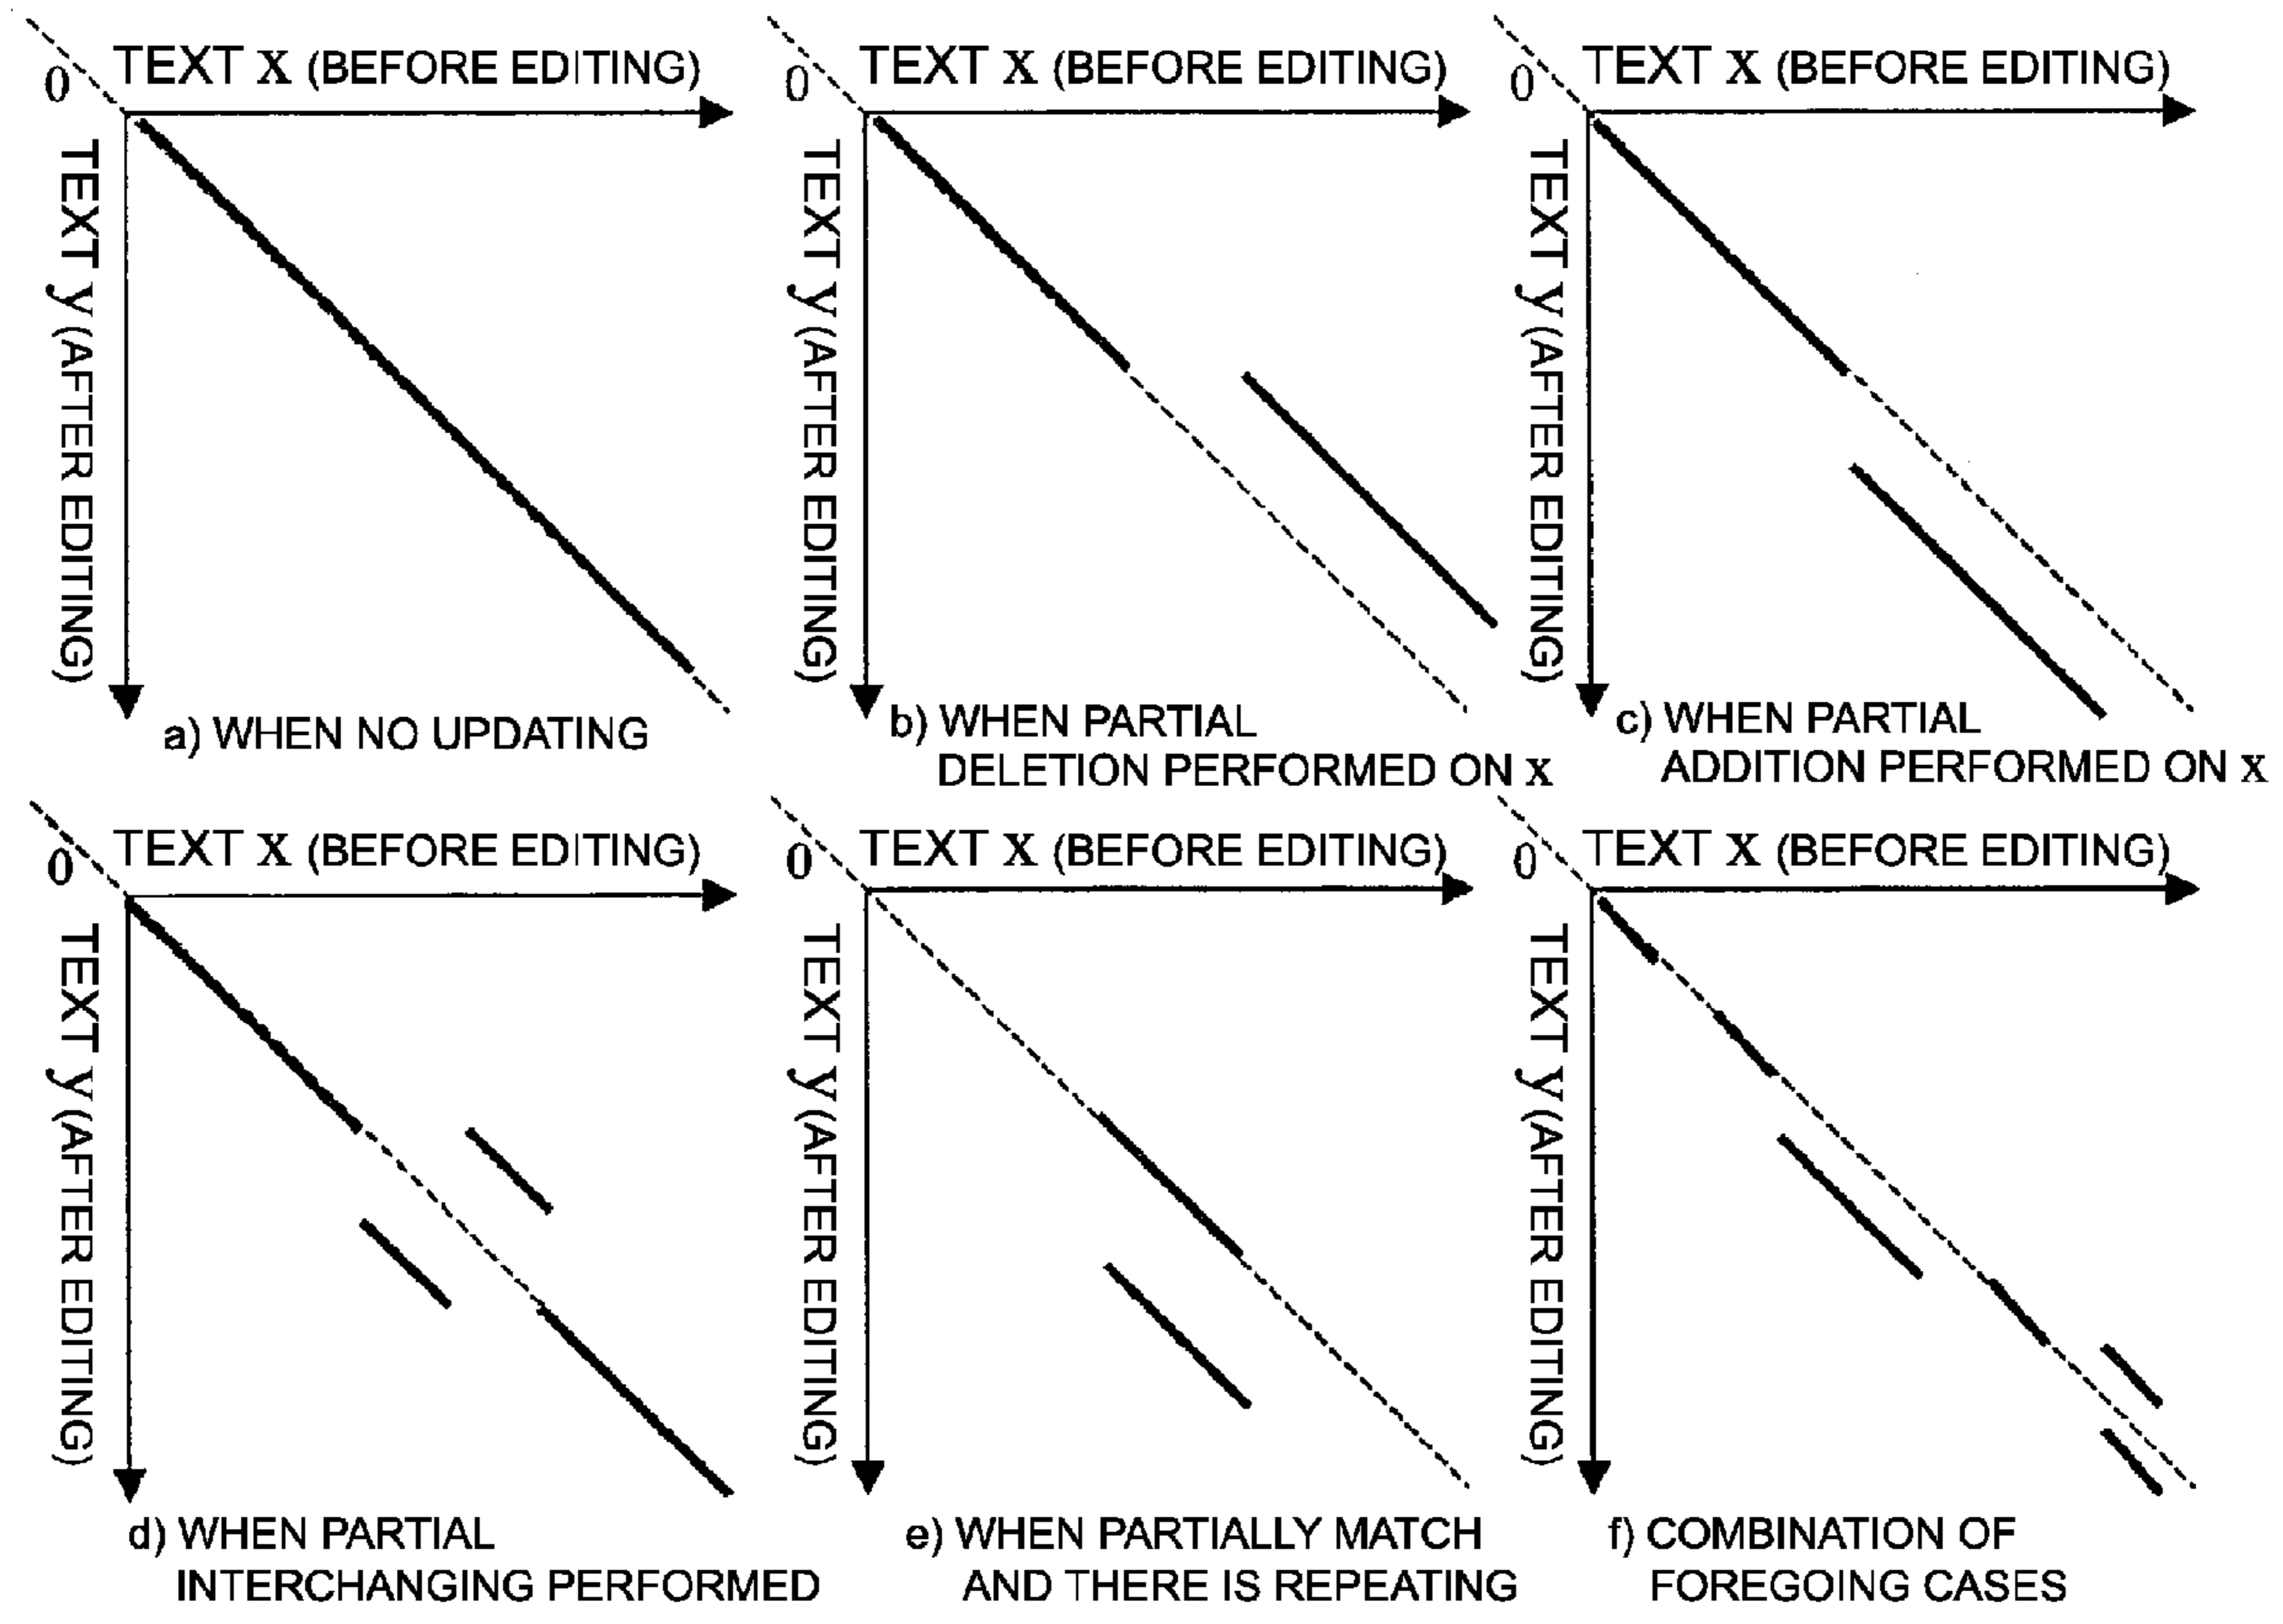 0 TEXT X (BEFORE EDITING)
TEXT y (AFTER EDITING)
a) WHEN NO UPDATING
0 TEXT X (BEFORE EDITING)
TEXT y (AFTER EDITING)
b) WHEN PARTIAL
DELETION PERFORMED ON X
0 TEXT X (BEFORE EDITING)
TEXT y (AFTER EDITING)
c) WHEN PARTIAL
ADDITION PERFORMED ON X
0 TEXT X (BEFORE EDITING)
TEXT y (AFTER EDITING)
d) WHEN PARTIAL
INTERCHANGING PERFORMED
0 TEXT X (BEFORE EDITING)
TEXT y (AFTER EDITING)
e) WHEN PARTIALLY MATCH
AND THERE IS REPEATING
0 TEXT X (BEFORE EDITING)
TEXT y (AFTER EDITING)
f) COMBINATION OF
FOREGOING CASES